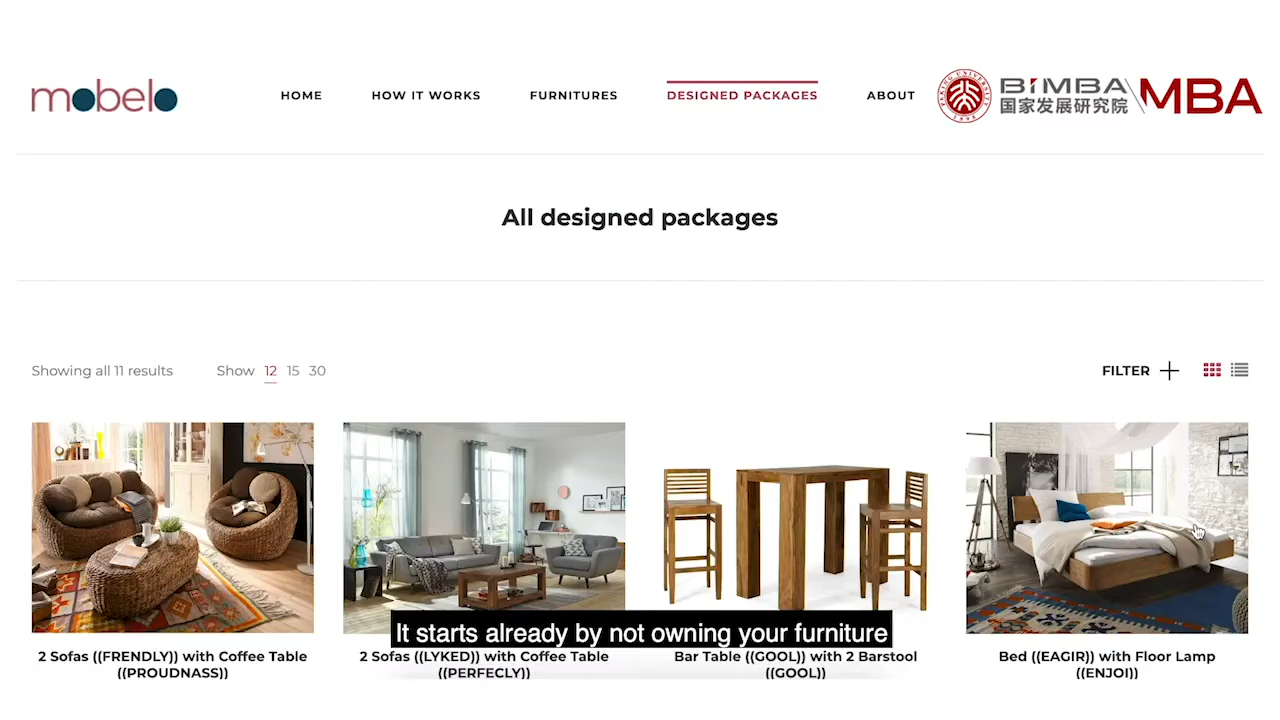 mobelo
HOME
HOW IT WORKS
FURNITURES
DESIGNED PACKAGES
ABOUT
PEKING UNIVERSITY
1898
BiMBA
国家发展研究院
MBA
All designed packages
Showing all 11 results
Show 12 15 30
FILTER
It starts already by not owning your furniture
2 Sofas ((FRENDLY)) with Coffee Table
((PROUDNASS))
2 Sofas ((LYKED)) with Coffee Table
((PERFECLY))
Bar Table ((GOOL)) with 2 Barstool
((GOOL))
Bed ((EAGIR)) with Floor Lamp
((ENJOI))